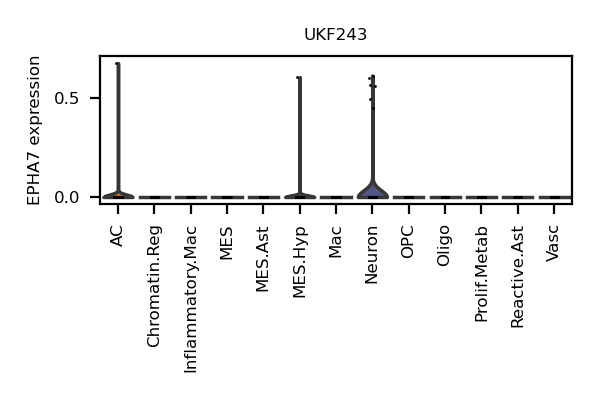 UKF243
EPHA7 expression
0.5
0.0
AC
Chromatin.Reg
Inflammatory.Mac
MES
MES.Ast
MES.Hyp
Mac
Neuron
OPC
Oligo
Prolif.Metab
Reactive.Ast
Vasc